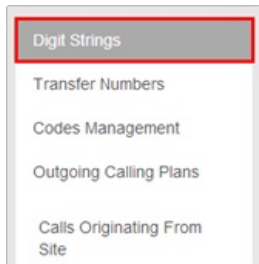 Digit Strings
Transfer Numbers
Codes Management
Outgoing Calling Plans
Calls Originating From
Site